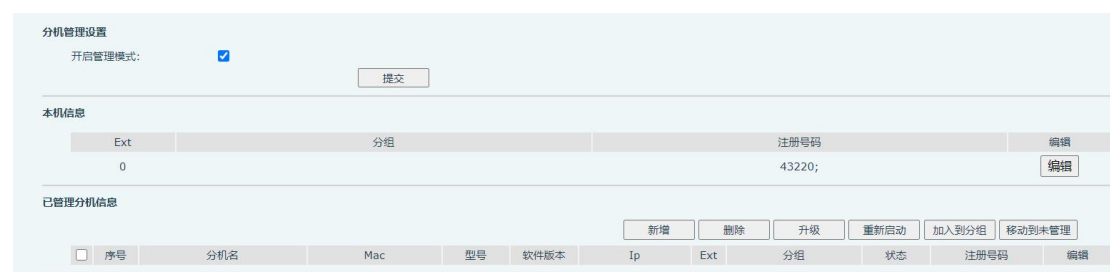 分机管理设置
开启管理模式:
提交
本机信息
Ext 分组 注册号码 编辑
0 43220; 编辑
已管理分机信息
新增 删除 升级 重新启动 加入到分组 移动到未管理
序号 分机名 Mac 型号 软件版本 Ip Ext 分组 状态 注册号码 编辑